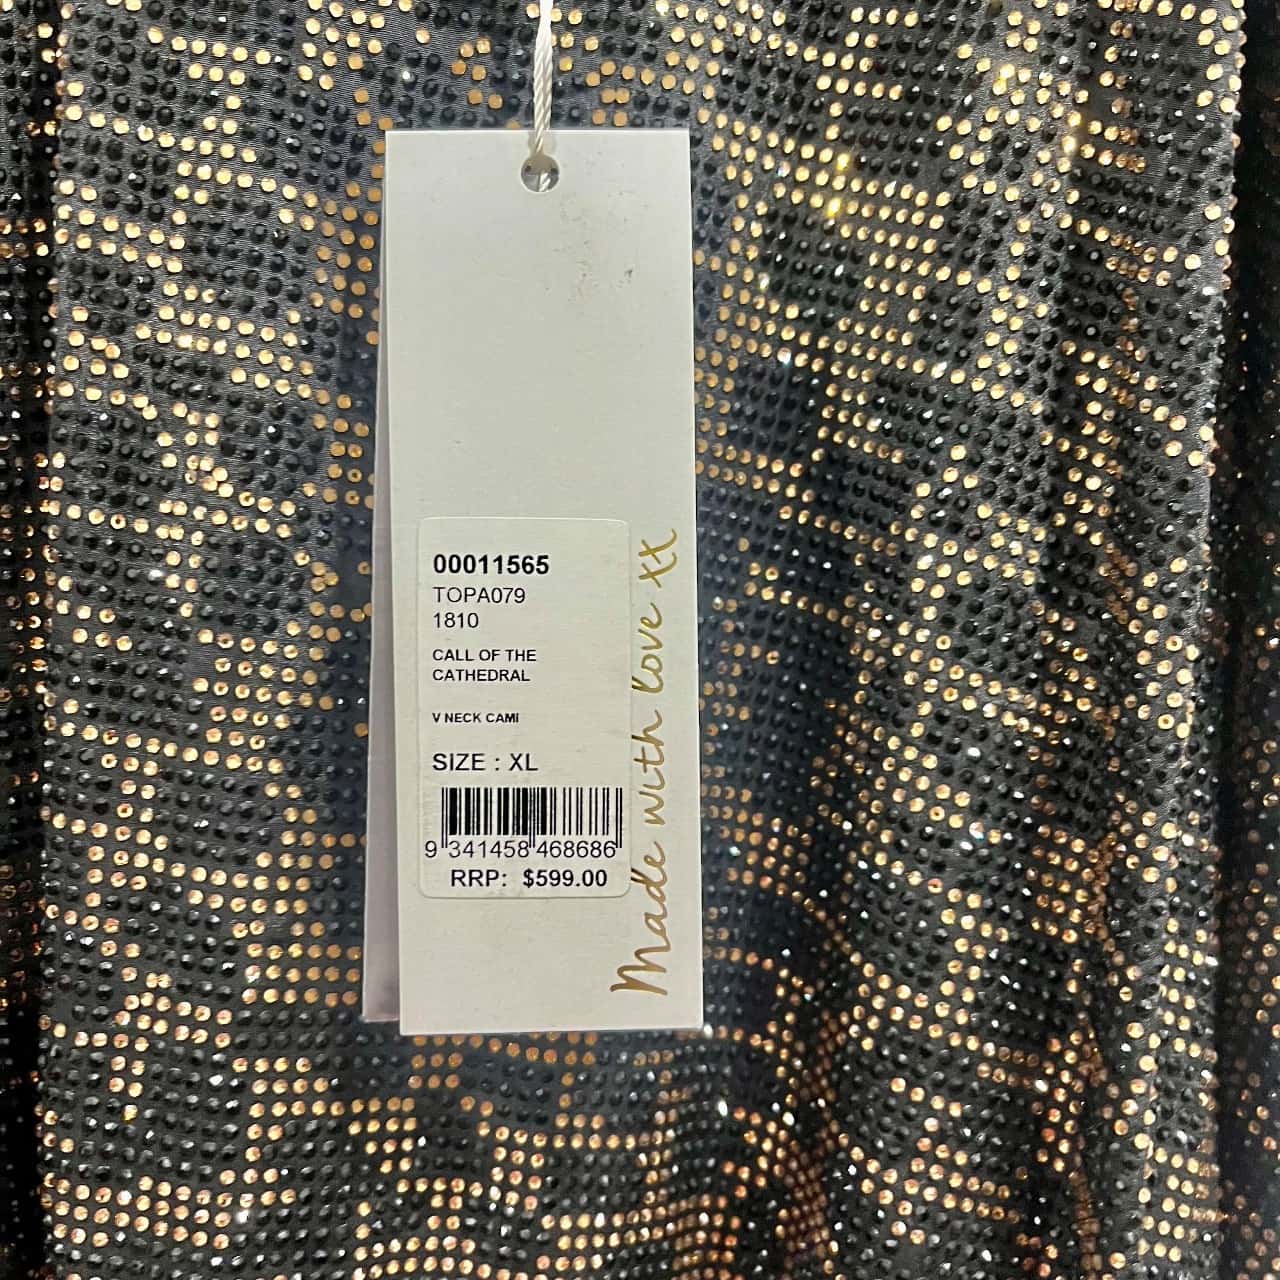 00011565
TOPA079
1810
CALL OF THE
CATHEDRAL
V NECK CAMI
SIZE : XL
9 341458 468686
RRP: $599.00
Made with love xx